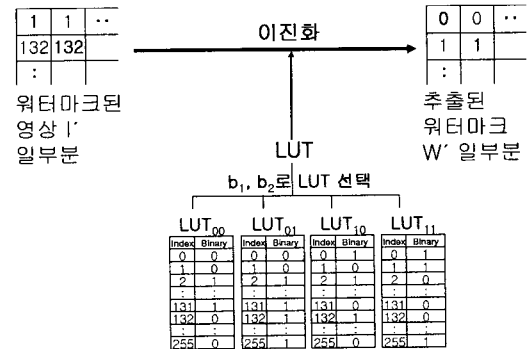 1 1 ··
132 132
:
워터마크된
영상 I′
일부분
이진화
0 0 ··
1 1
:
추출된
워터마크
W′ 일부분
LUT
b₁, b₂로 LUT 선택
LUT₀₀ LUT₀₁ LUT₁₀ LUT₁₁
Index Binary Index Binary Index Binary Index Binary
0 0 0 0 0 1 0 1
1 0 1 0 1 0 1 1
2 1 2 1 2 1 2 0
: : : : : : : :
131 1 131 1 131 0 131 0
132 0 132 1 132 1 132 0
: : : : : : : :
255 0 255 1 255 0 255 1